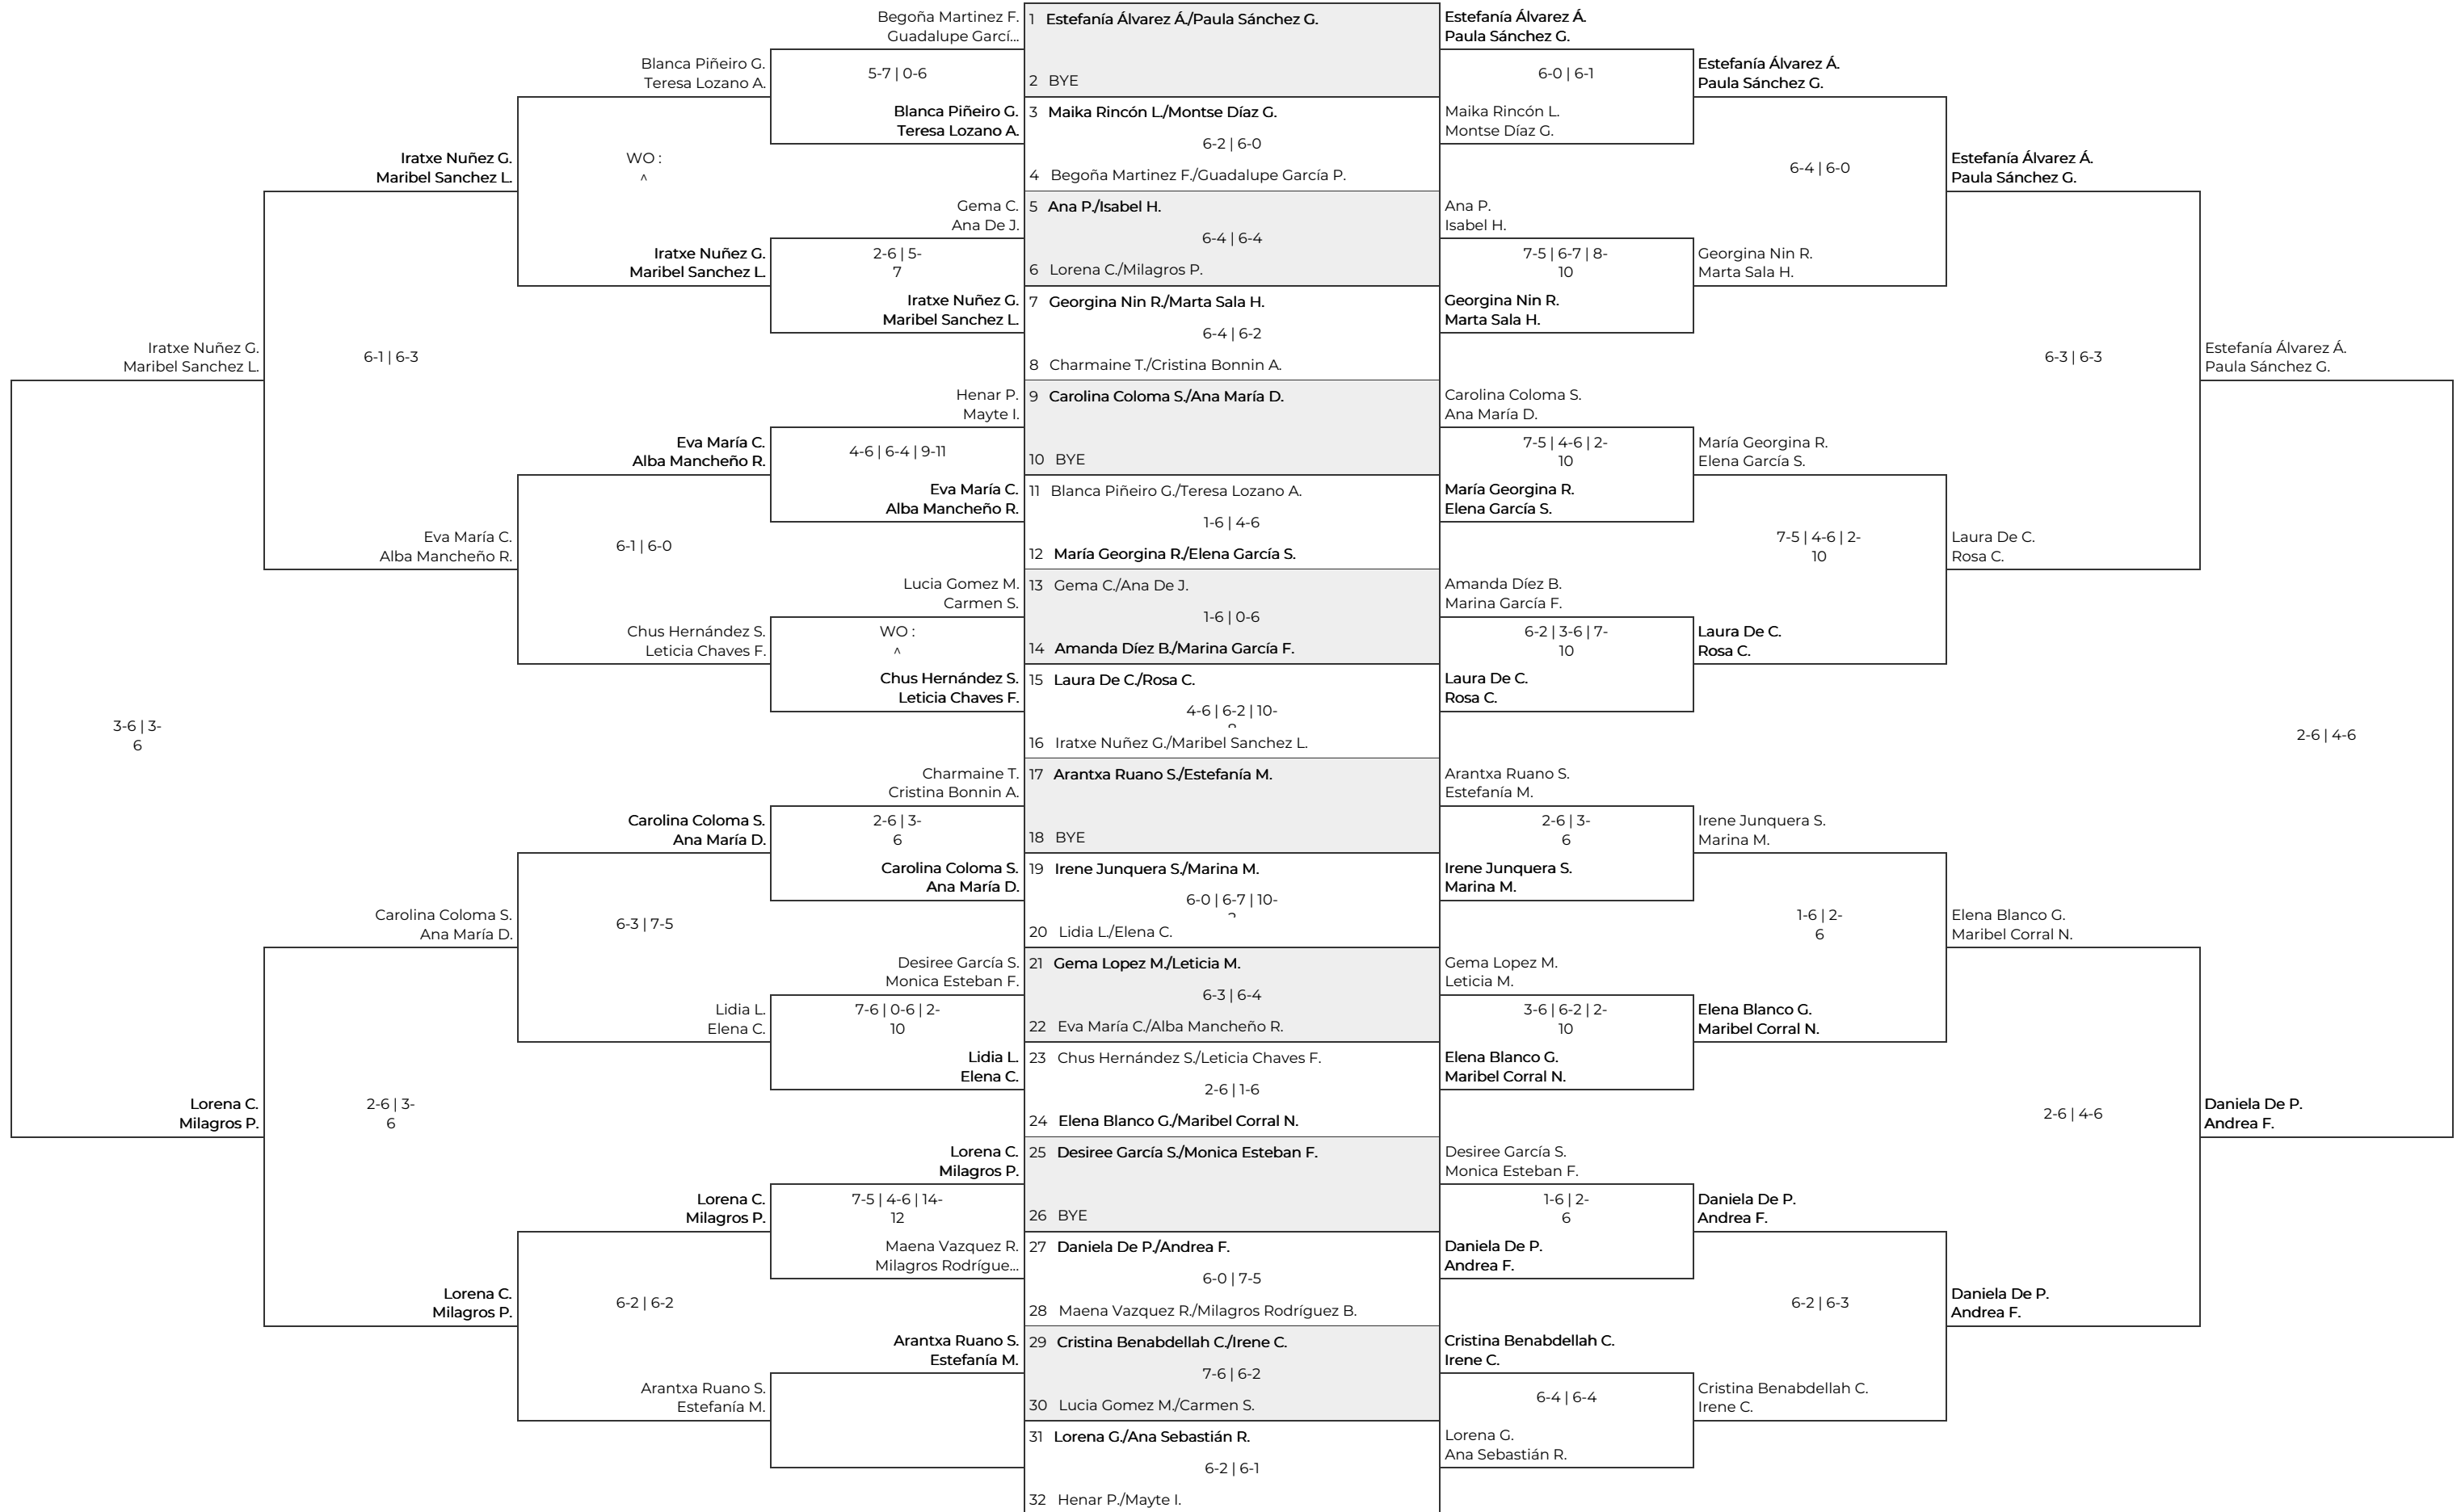 Iratxe Nuñez G.
Maribel Sanchez L.
3-6 | 3-
6
Lorena C.
Milagros P.
Iratxe Nuñez G.
Maribel Sanchez L.
6-1 | 6-3
Eva María C.
Alba Mancheño R.
Carolina Coloma S.
Ana María D.
2-6 | 3-
6
Lorena C.
Milagros P.
Blanca Piñeiro G.
Teresa Lozano A.
WO :
^
Iratxe Nuñez G.
Maribel Sanchez L.
Eva María C.
Alba Mancheño R.
6-1 | 6-0
Chus Hernández S.
Leticia Chaves F.
Carolina Coloma S.
Ana María D.
6-3 | 7-5
Lidia L.
Elena C.
Lorena C.
Milagros P.
6-2 | 6-2
Arantxa Ruano S.
Estefanía M.
Begoña Martinez F.
Guadalupe Garcí...
5-7 | 0-6
Blanca Piñeiro G.
Teresa Lozano A.
Gema C.
Ana De J.
2-6 | 5-
7
Iratxe Nuñez G.
Maribel Sanchez L.
Henar P.
Mayte I.
4-6 | 6-4 | 9-11
Eva María C.
Alba Mancheño R.
Lucia Gomez M.
Carmen S.
WO :
^
Chus Hernández S.
Leticia Chaves F.
Charmaine T.
Cristina Bonnin A.
2-6 | 3-
6
Carolina Coloma S.
Ana María D.
Desiree García S.
Monica Esteban F.
7-6 | 0-6 | 2-
10
Lidia L.
Elena C.
Lorena C.
Milagros P.
7-5 | 4-6 | 14-
12
Maena Vazquez R.
Milagros Rodrígue...
Arantxa Ruano S.
Estefanía M.
1 Estefanía Álvarez Á./Paula Sánchez G.
2 BYE
3 Maika Rincón L./Montse Díaz G.
6-2 | 6-0
4 Begoña Martinez F./Guadalupe García P.
5 Ana P./Isabel H.
6-4 | 6-4
6 Lorena C./Milagros P.
7 Georgina Nin R./Marta Sala H.
6-4 | 6-2
8 Charmaine T./Cristina Bonnin A.
9 Carolina Coloma S./Ana María D.
10 BYE
11 Blanca Piñeiro G./Teresa Lozano A.
1-6 | 4-6
12 María Georgina R./Elena García S.
13 Gema C./Ana De J.
1-6 | 0-6
14 Amanda Díez B./Marina García F.
15 Laura De C./Rosa C.
4-6 | 6-2 | 10-
16 Iratxe Nuñez G./Maribel Sanchez L.
17 Arantxa Ruano S./Estefanía M.
18 BYE
19 Irene Junquera S./Marina M.
6-0 | 6-7 | 10-
20 Lidia L./Elena C.
21 Gema Lopez M./Leticia M.
6-3 | 6-4
22 Eva María C./Alba Mancheño R.
23 Chus Hernández S./Leticia Chaves F.
2-6 | 1-6
24 Elena Blanco G./Maribel Corral N.
25 Desiree García S./Monica Esteban F.
26 BYE
27 Daniela De P./Andrea F.
6-0 | 7-5
28 Maena Vazquez R./Milagros Rodríguez B.
29 Cristina Benabdellah C./Irene C.
7-6 | 6-2
30 Lucia Gomez M./Carmen S.
31 Lorena G./Ana Sebastián R.
6-2 | 6-1
32 Henar P./Mayte I.
Estefanía Álvarez Á.
Paula Sánchez G.
6-0 | 6-1
Maika Rincón L.
Montse Díaz G.
Ana P.
Isabel H.
7-5 | 6-7 | 8-
10
Georgina Nin R.
Marta Sala H.
Carolina Coloma S.
Ana María D.
7-5 | 4-6 | 2-
10
María Georgina R.
Elena García S.
Amanda Díez B.
Marina García F.
6-2 | 3-6 | 7-
10
Laura De C.
Rosa C.
Arantxa Ruano S.
Estefanía M.
2-6 | 3-
6
Irene Junquera S.
Marina M.
Gema Lopez M.
Leticia M.
3-6 | 6-2 | 2-
10
Elena Blanco G.
Maribel Corral N.
Desiree García S.
Monica Esteban F.
1-6 | 2-
6
Daniela De P.
Andrea F.
Cristina Benabdellah C.
Irene C.
6-4 | 6-4
Lorena G.
Ana Sebastián R.
Estefanía Álvarez Á.
Paula Sánchez G.
6-4 | 6-0
Georgina Nin R.
Marta Sala H.
María Georgina R.
Elena García S.
7-5 | 4-6 | 2-
10
Laura De C.
Rosa C.
Irene Junquera S.
Marina M.
1-6 | 2-
6
Elena Blanco G.
Maribel Corral N.
Daniela De P.
Andrea F.
6-2 | 6-3
Cristina Benabdellah C.
Irene C.
Estefanía Álvarez Á.
Paula Sánchez G.
6-3 | 6-3
Laura De C.
Rosa C.
Elena Blanco G.
Maribel Corral N.
2-6 | 4-6
Daniela De P.
Andrea F.
Estefanía Álvarez Á.
Paula Sánchez G.
2-6 | 4-6
Daniela De P.
Andrea F.